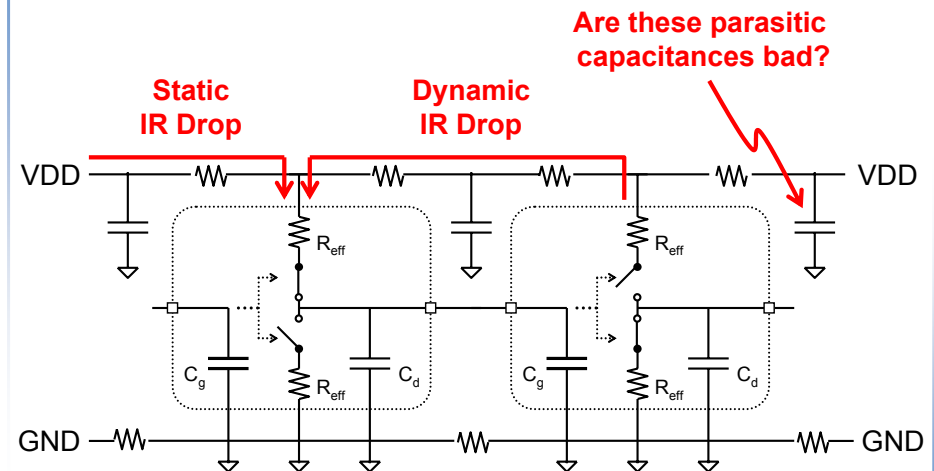 Are these parasitic
capacitances bad?
Static
IR Drop
Dynamic
IR Drop
VDD
VDD
Reff
Reff
Cg
Reff
Cd
Cg
Reff
Cd
GND
GND